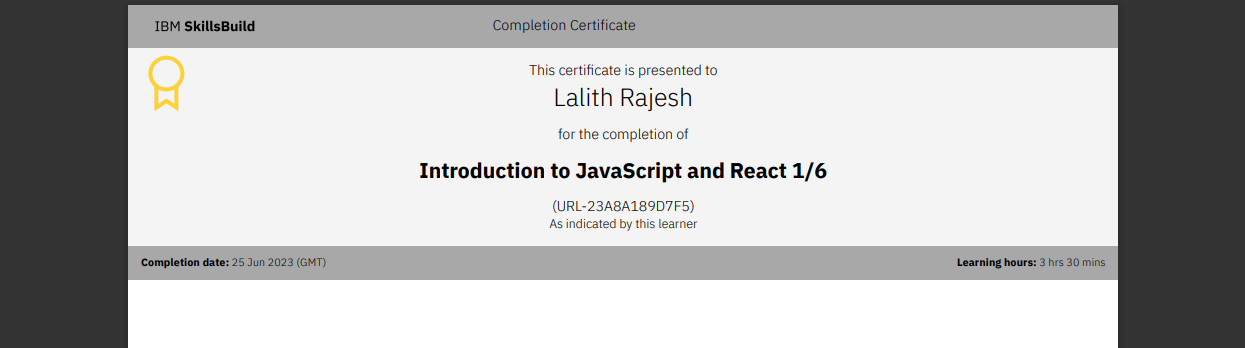 IBM SkillsBuild
Completion Certificate
This certificate is presented to
Lalith Rajesh
for the completion of
Introduction to JavaScript and React 1/6
(URL-23A8A189D7F5)
As indicated by this learner
Completion date: 25 Jun 2023 (GMT)
Learning hours: 3 hrs 30 mins